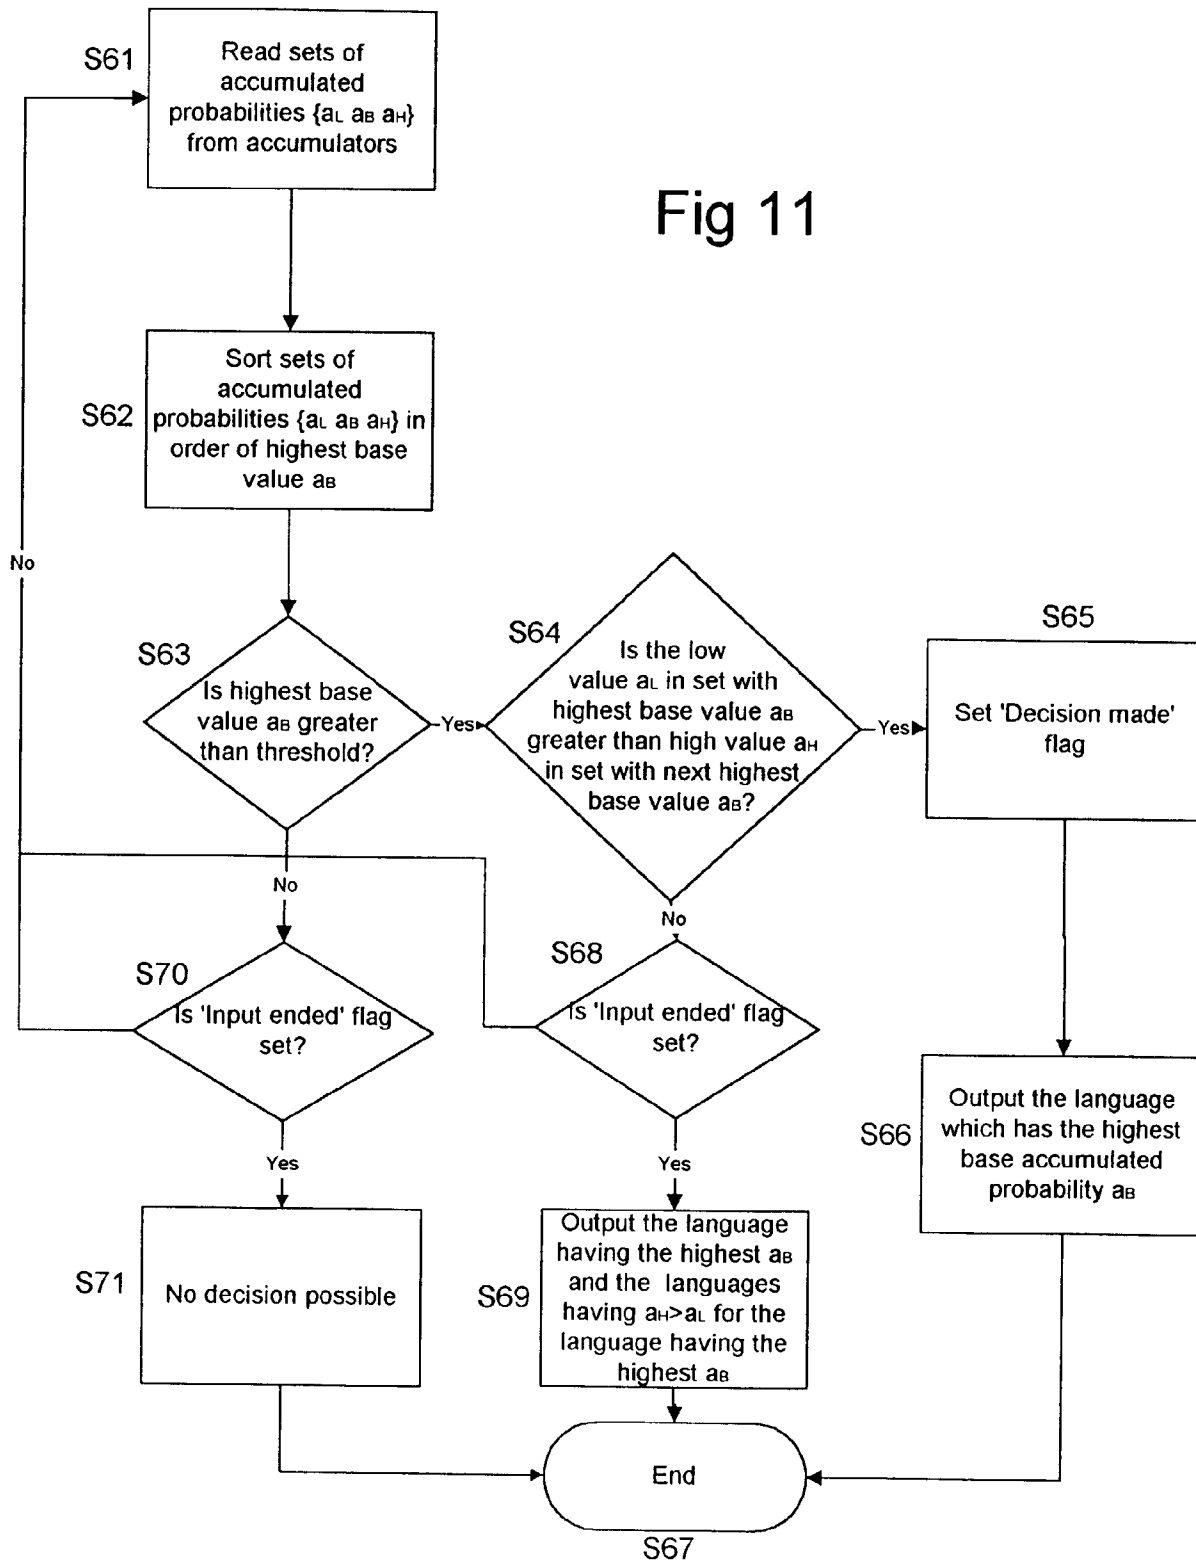 S61
Read sets of
accumulated
probabilities {aL aB aH}
from accumulators
Fig 11
S62
Sort sets of
accumulated
probabilities {aL aB aH} in
order of highest base
value aB
No
S63
Is highest base
value aB greater
than threshold?
Yes
S64
Is the low
value aL in set with
highest base value aB
greater than high value aH
in set with next highest
base value aB?
Yes
S65
Set 'Decision made'
flag
No
No
S70
Is 'Input ended' flag
set?
S68
Is 'Input ended' flag
set?
S66
Output the language
which has the highest
base accumulated
probability aB
Yes
Yes
S71
No decision possible
S69
Output the language
having the highest aB
and the languages
having aH>aL for the
language having the
highest aB
End
S67